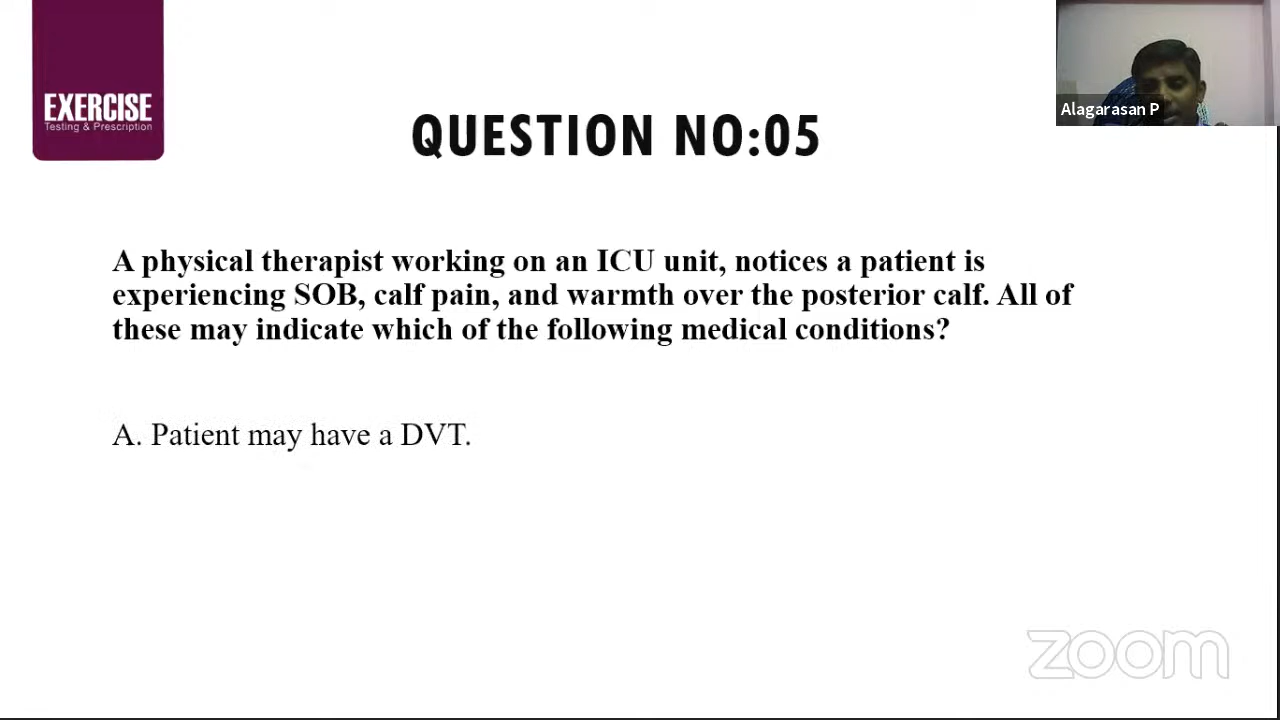 EXERCISE
Testing & Prescription
Alagarasan P
QUESTION NO:05
A physical therapist working on an ICU unit, notices a patient is
experiencing SOB, calf pain, and warmth over the posterior calf. All of
these may indicate which of the following medical conditions?
A. Patient may have a DVT.
zoom